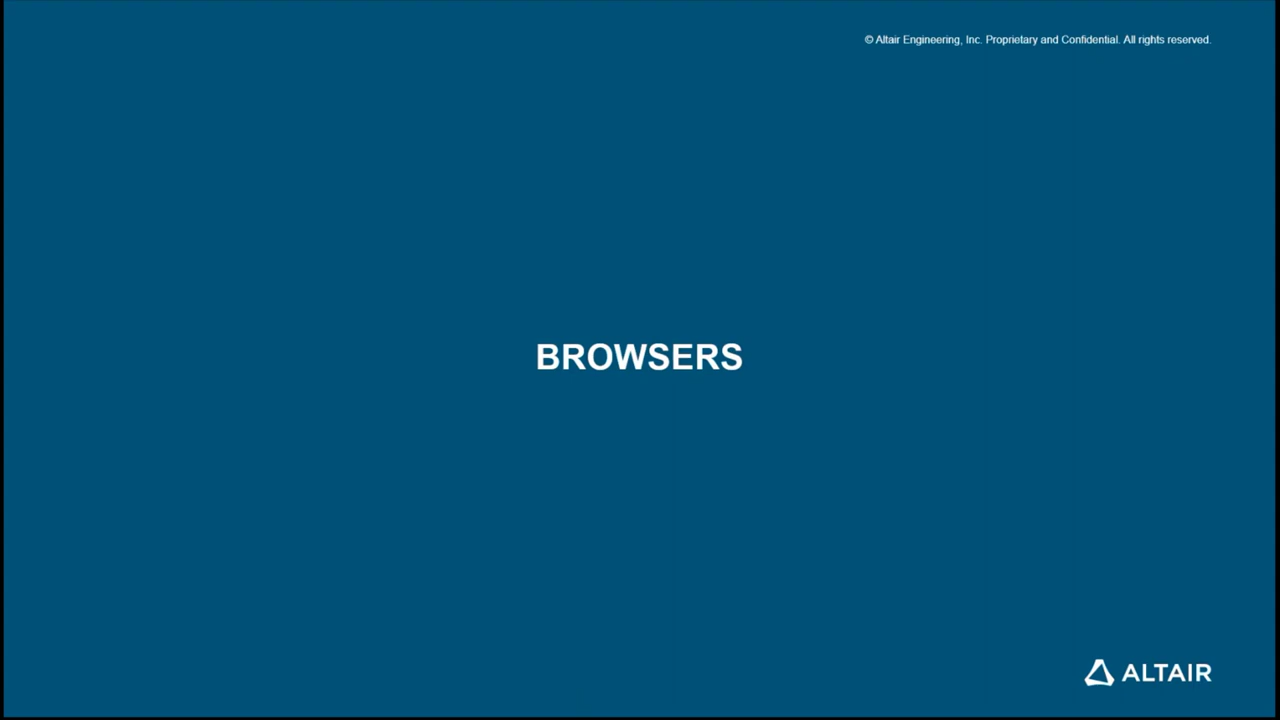 © Altair Engineering, Inc. Proprietary and Confidential. All rights reserved.
BROWSERS
ALTAIR